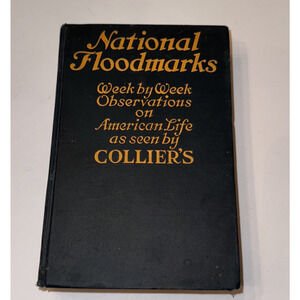 National
Floodmarks
Week by Week
Observations
on
American Life
as seen by
COLLIER'S